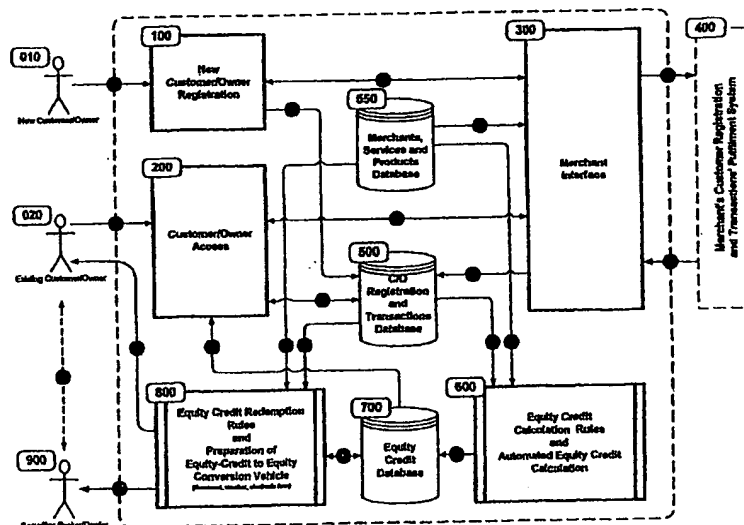 010
New Customer/Owner
100
New
Customer/Owner
Registration
300
Merchant
Interface
400
Merchant's Customer Registration
and Transactions' Fulfillment System
550
Merchants,
Services and
Products
Database
200
Customer/Owner
Access
020
Existing Customer/Owner
500
C/O
Registration
and
Transactions
Database
800
Equity Credit Redemption
Rules
and
Preparation of
Equity-Credit to Equity
Conversion Vehicle
700
Equity
Credit
Database
600
Equity Credit
Calculation Rules
and
Automated Equity Credit
Calculation
900